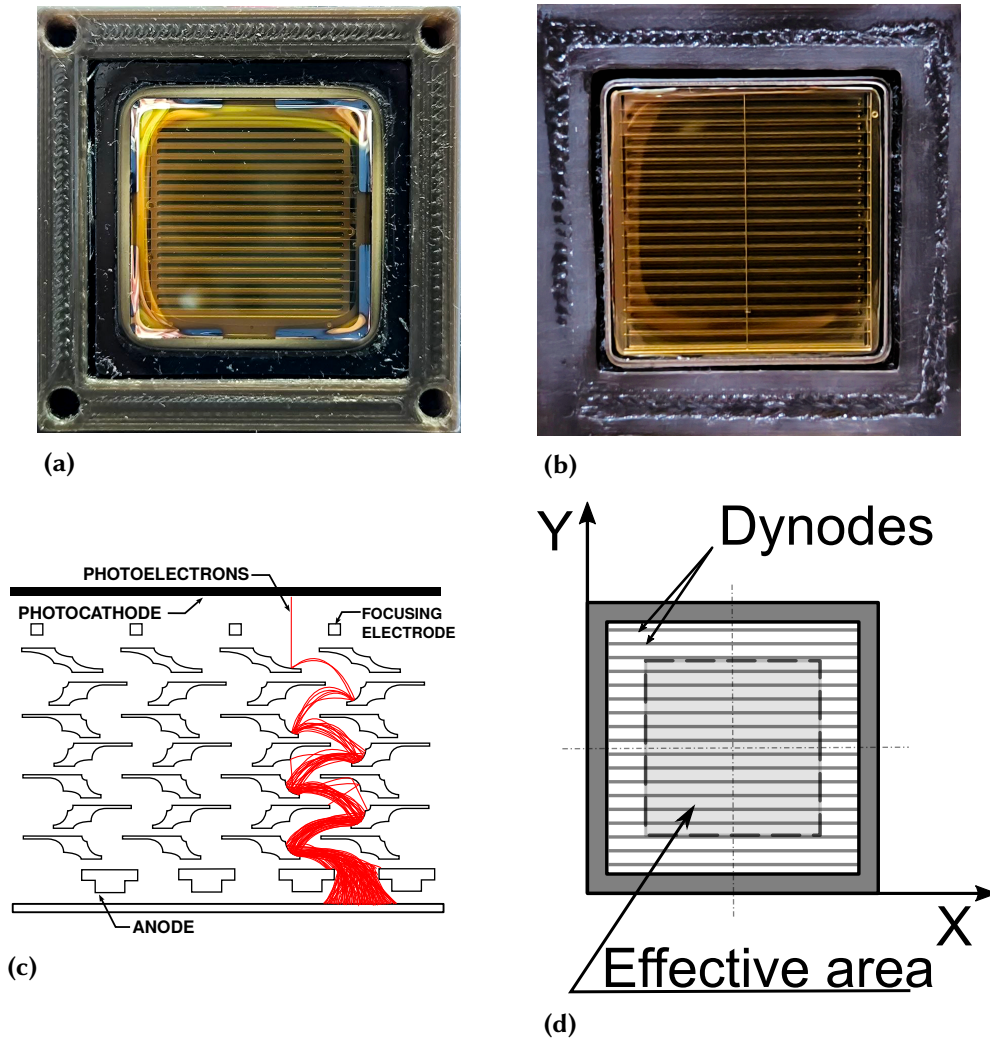 (a)
(b)
PHOTOELECTRONS
PHOTOCATHODE
FOCUSING
ELECTRODE
ANODE
(c)
Y
Dynodes
X
Effective area
(d)